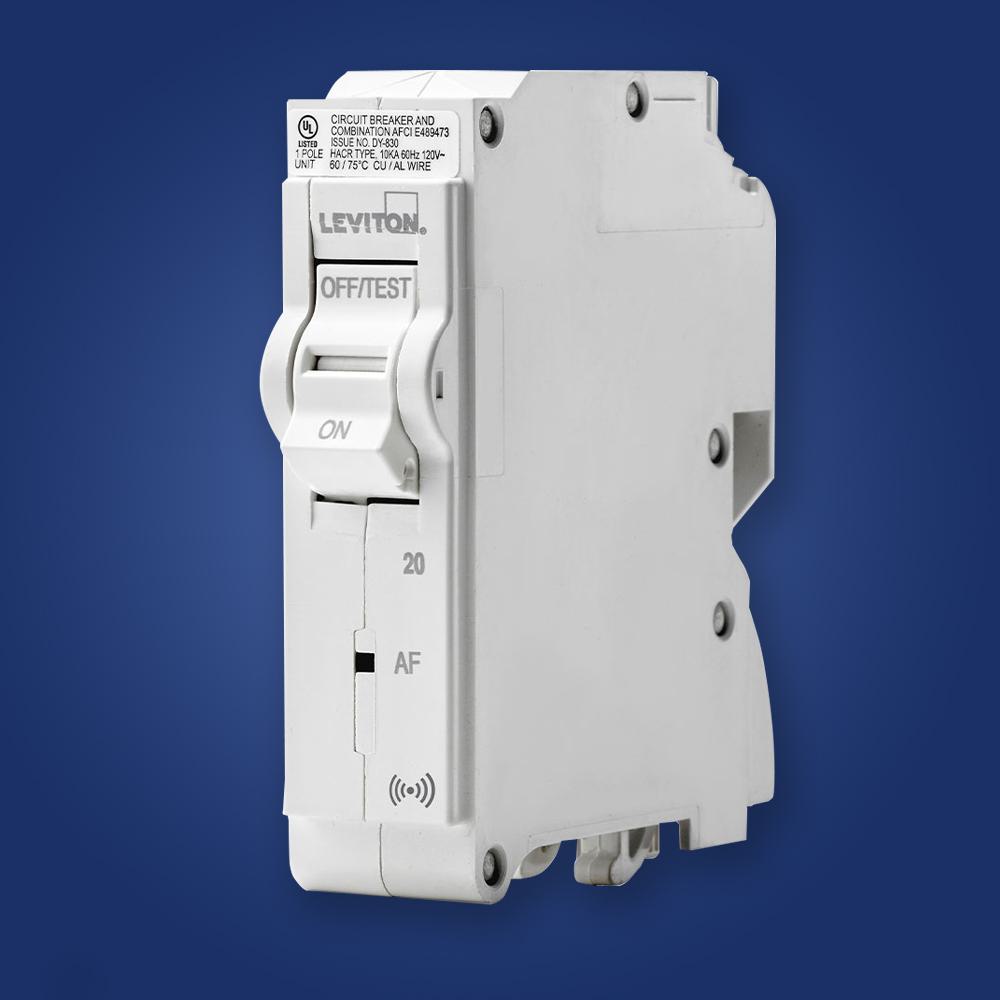 UL
LISTED
1 POLE
UNIT
CIRCUIT BREAKER AND
COMBINATION AFCI E489473
ISSUE NO. DY-830
HACR TYPE, 10KA 60Hz 120V~
60 / 75°C CU / AL WIRE
LEVITON®
OFF/TEST
ON
20
AF